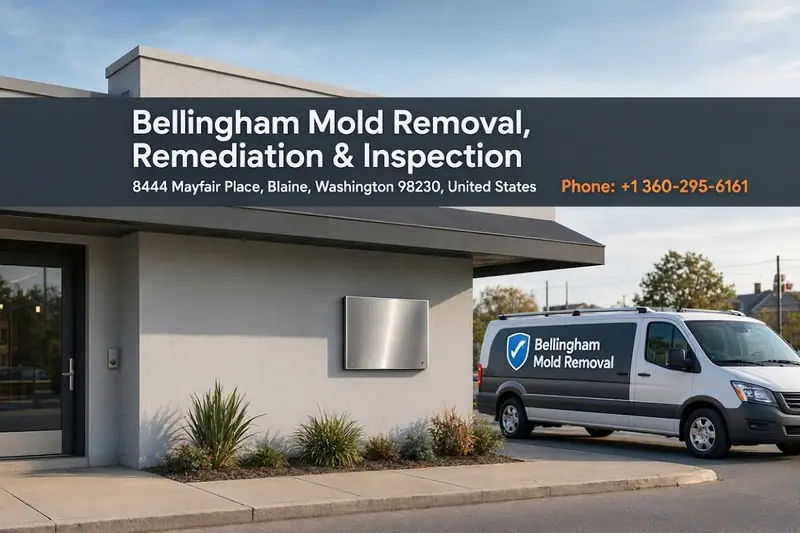 Bellingham Mold Removal,
Remediation & Inspection
8444 Mayfair Place, Blaine, Washington 98230, United States
Phone: +1 360-295-6161
Bellingham
Mold Removal